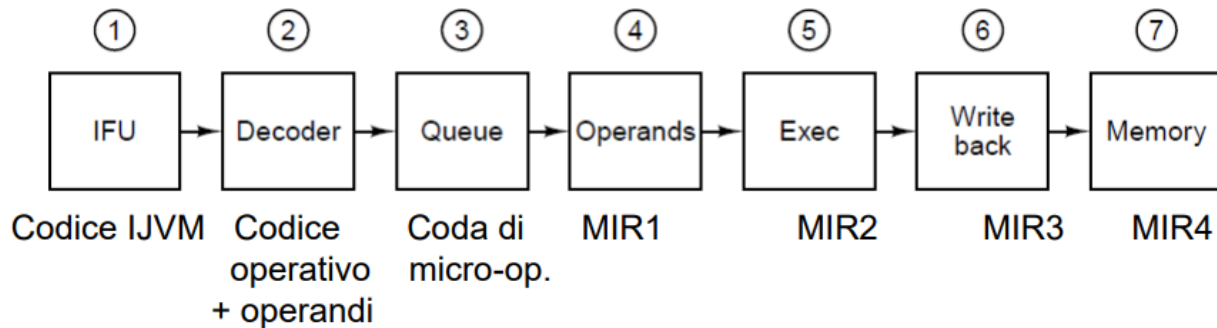 1 2 3 4 5 6 7
IFU Decoder Queue Operands Exec Write back Memory
Codice IJVM Codice operativo + operandi Coda di micro-op. MIR1 MIR2 MIR3 MIR4